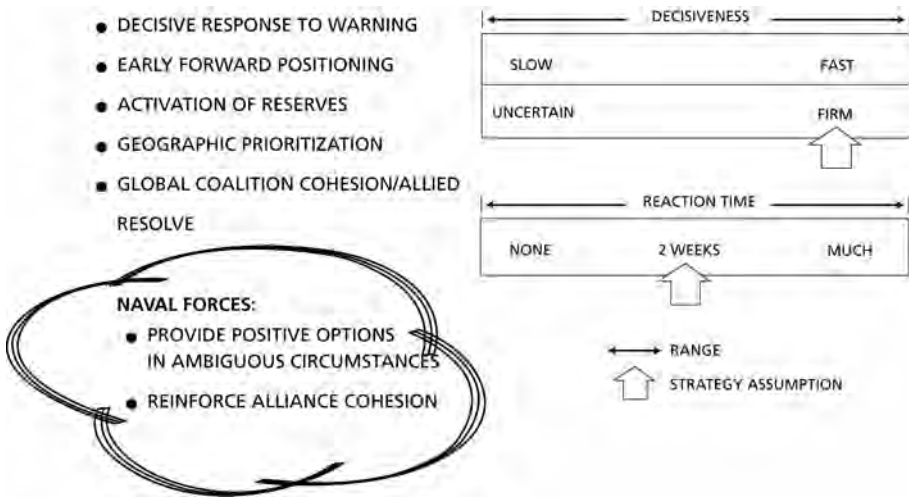 ● DECISIVE RESPONSE TO WARNING
● EARLY FORWARD POSITIONING
● ACTIVATION OF RESERVES
● GEOGRAPHIC PRIORITIZATION
■ GLOBAL COALITION COHESION/ALLIED
RESOLVE
NAVAL FORCES:
● PROVIDE POSITIVE OPTIONS
IN AMBIGUOUS CIRCUMSTANCES
● REINFORCE ALLIANCE COHESION
DECISIVENESS
SLOW FAST
UNCERTAIN FIRM
REACTION TIME
NONE 2 WEEKS MUCH
RANGE
STRATEGY ASSUMPTION